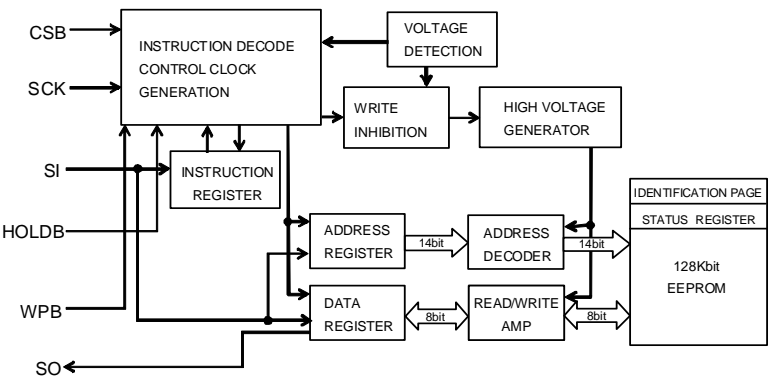 CSB
SCK
SI
HOLDB
WPB
SO
INSTRUCTION DECODE
CONTROL CLOCK
GENERATION
VOLTAGE
DETECTION
WRITE
INHIBITION
HIGH VOLTAGE
GENERATOR
INSTRUCTION
REGISTER
ADDRESS
REGISTER
14bit
ADDRESS
DECODER
14bit
DATA
REGISTER
8bit
READ/WRITE
AMP
8bit
IDENTIFICATION PAGE
STATUS REGISTER
128Kbit
EEPROM